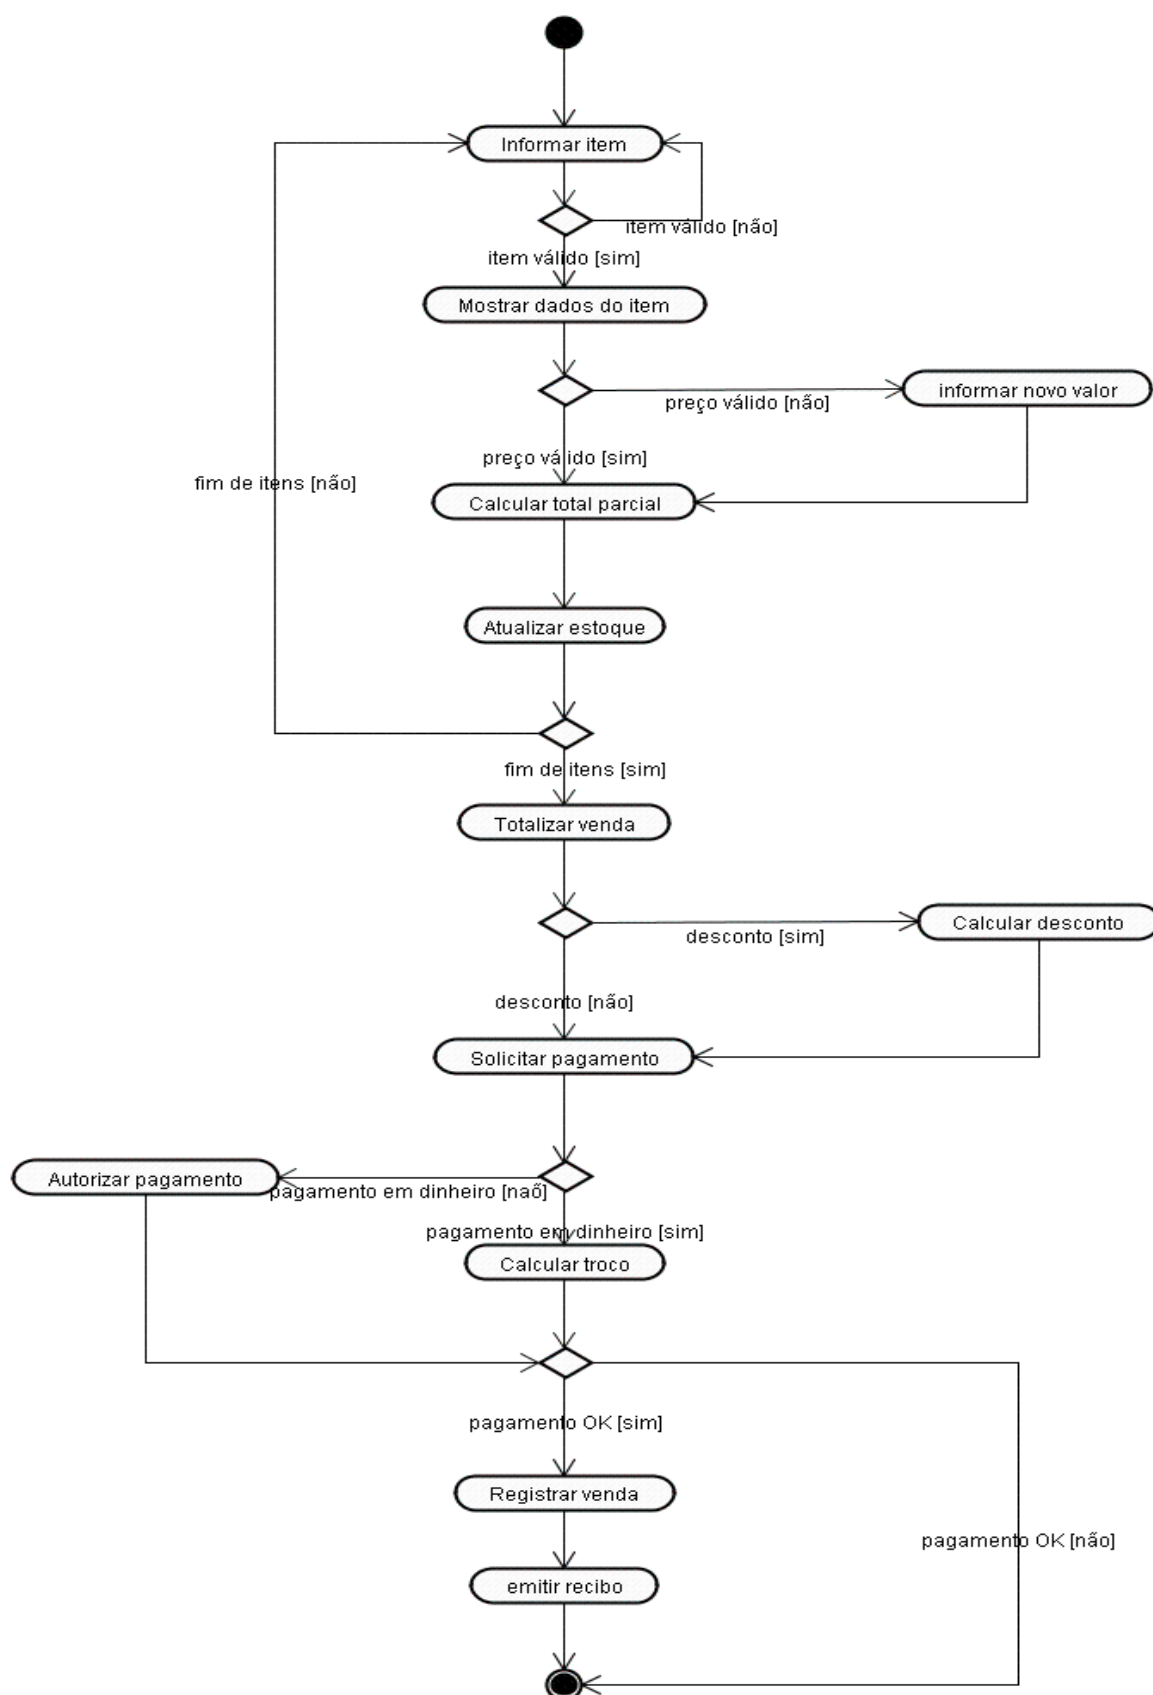 Informar item
item válido [não]
item válido [sim]
Mostrar dados do item
informar novo valor
preço válido [não]
preço válido [sim]
fim de itens [não]
Calcular total parcial
Atualizar estoque
fim de itens [sim]
Totalizar venda
Calcular desconto
desconto [sim]
desconto [não]
Solicitar pagamento
Autorizar pagamento
pagamento em dinheiro [naõ]
pagamento em dinheiro [sim]
Calcular troco
pagamento OK [sim]
Registrar venda
pagamento OK [não]
emitir recibo